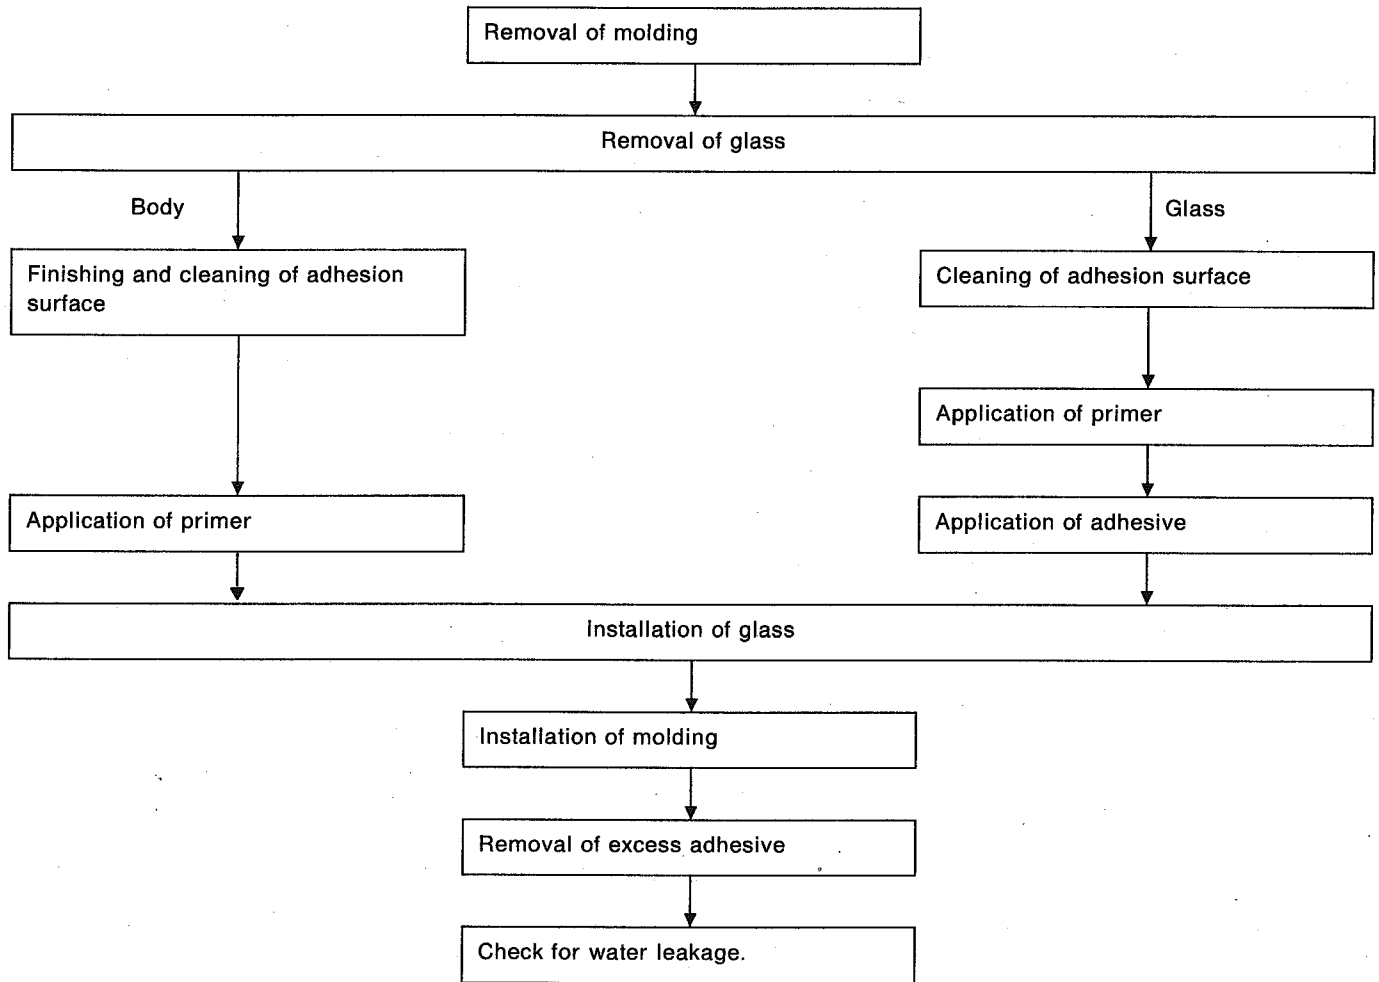 Removal of molding
Removal of glass
Body
Glass
Finishing and cleaning of adhesion
surface
Cleaning of adhesion surface
Application of primer
Application of primer
Application of adhesive
Installation of glass
Installation of molding
Removal of excess adhesive
Check for water leakage.